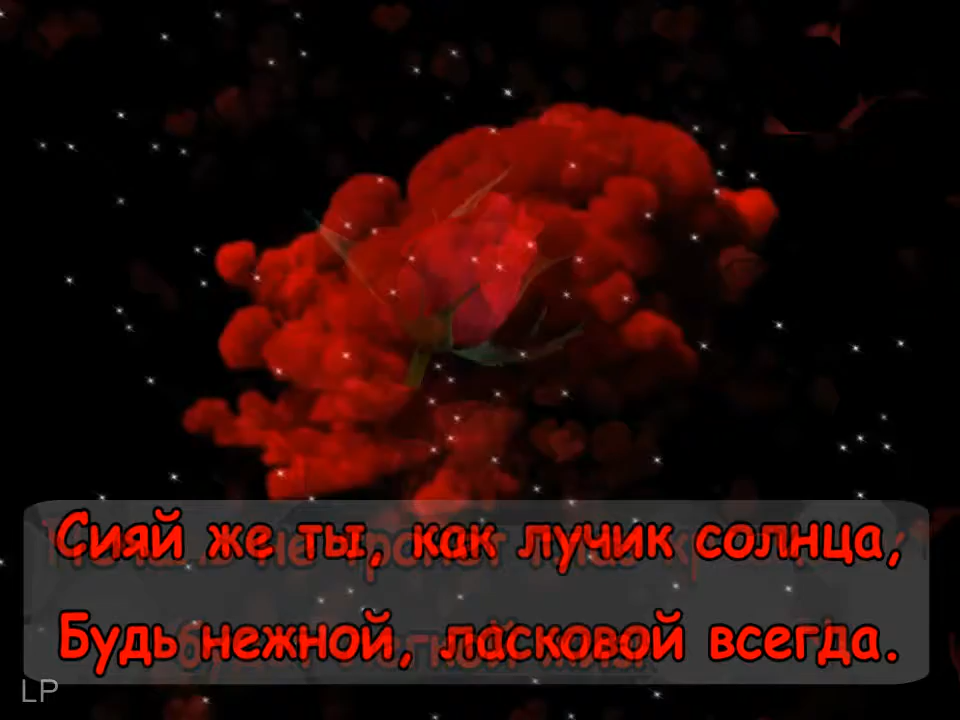 Сияй же ты, как лучик солнца,
Будь нежной, ласковой всегда.
LP